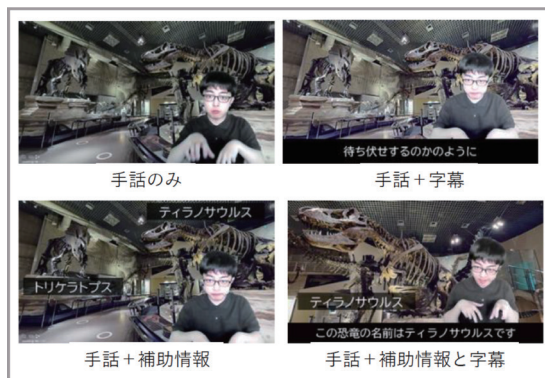 手話のみ
待ち伏せするのかのように
手話＋字幕
ティラノサウルス
トリケラトプス
手話＋補助情報
ティラノサウルス
この恐竜の名前はティラノサウルスです
手話＋補助情報と字幕